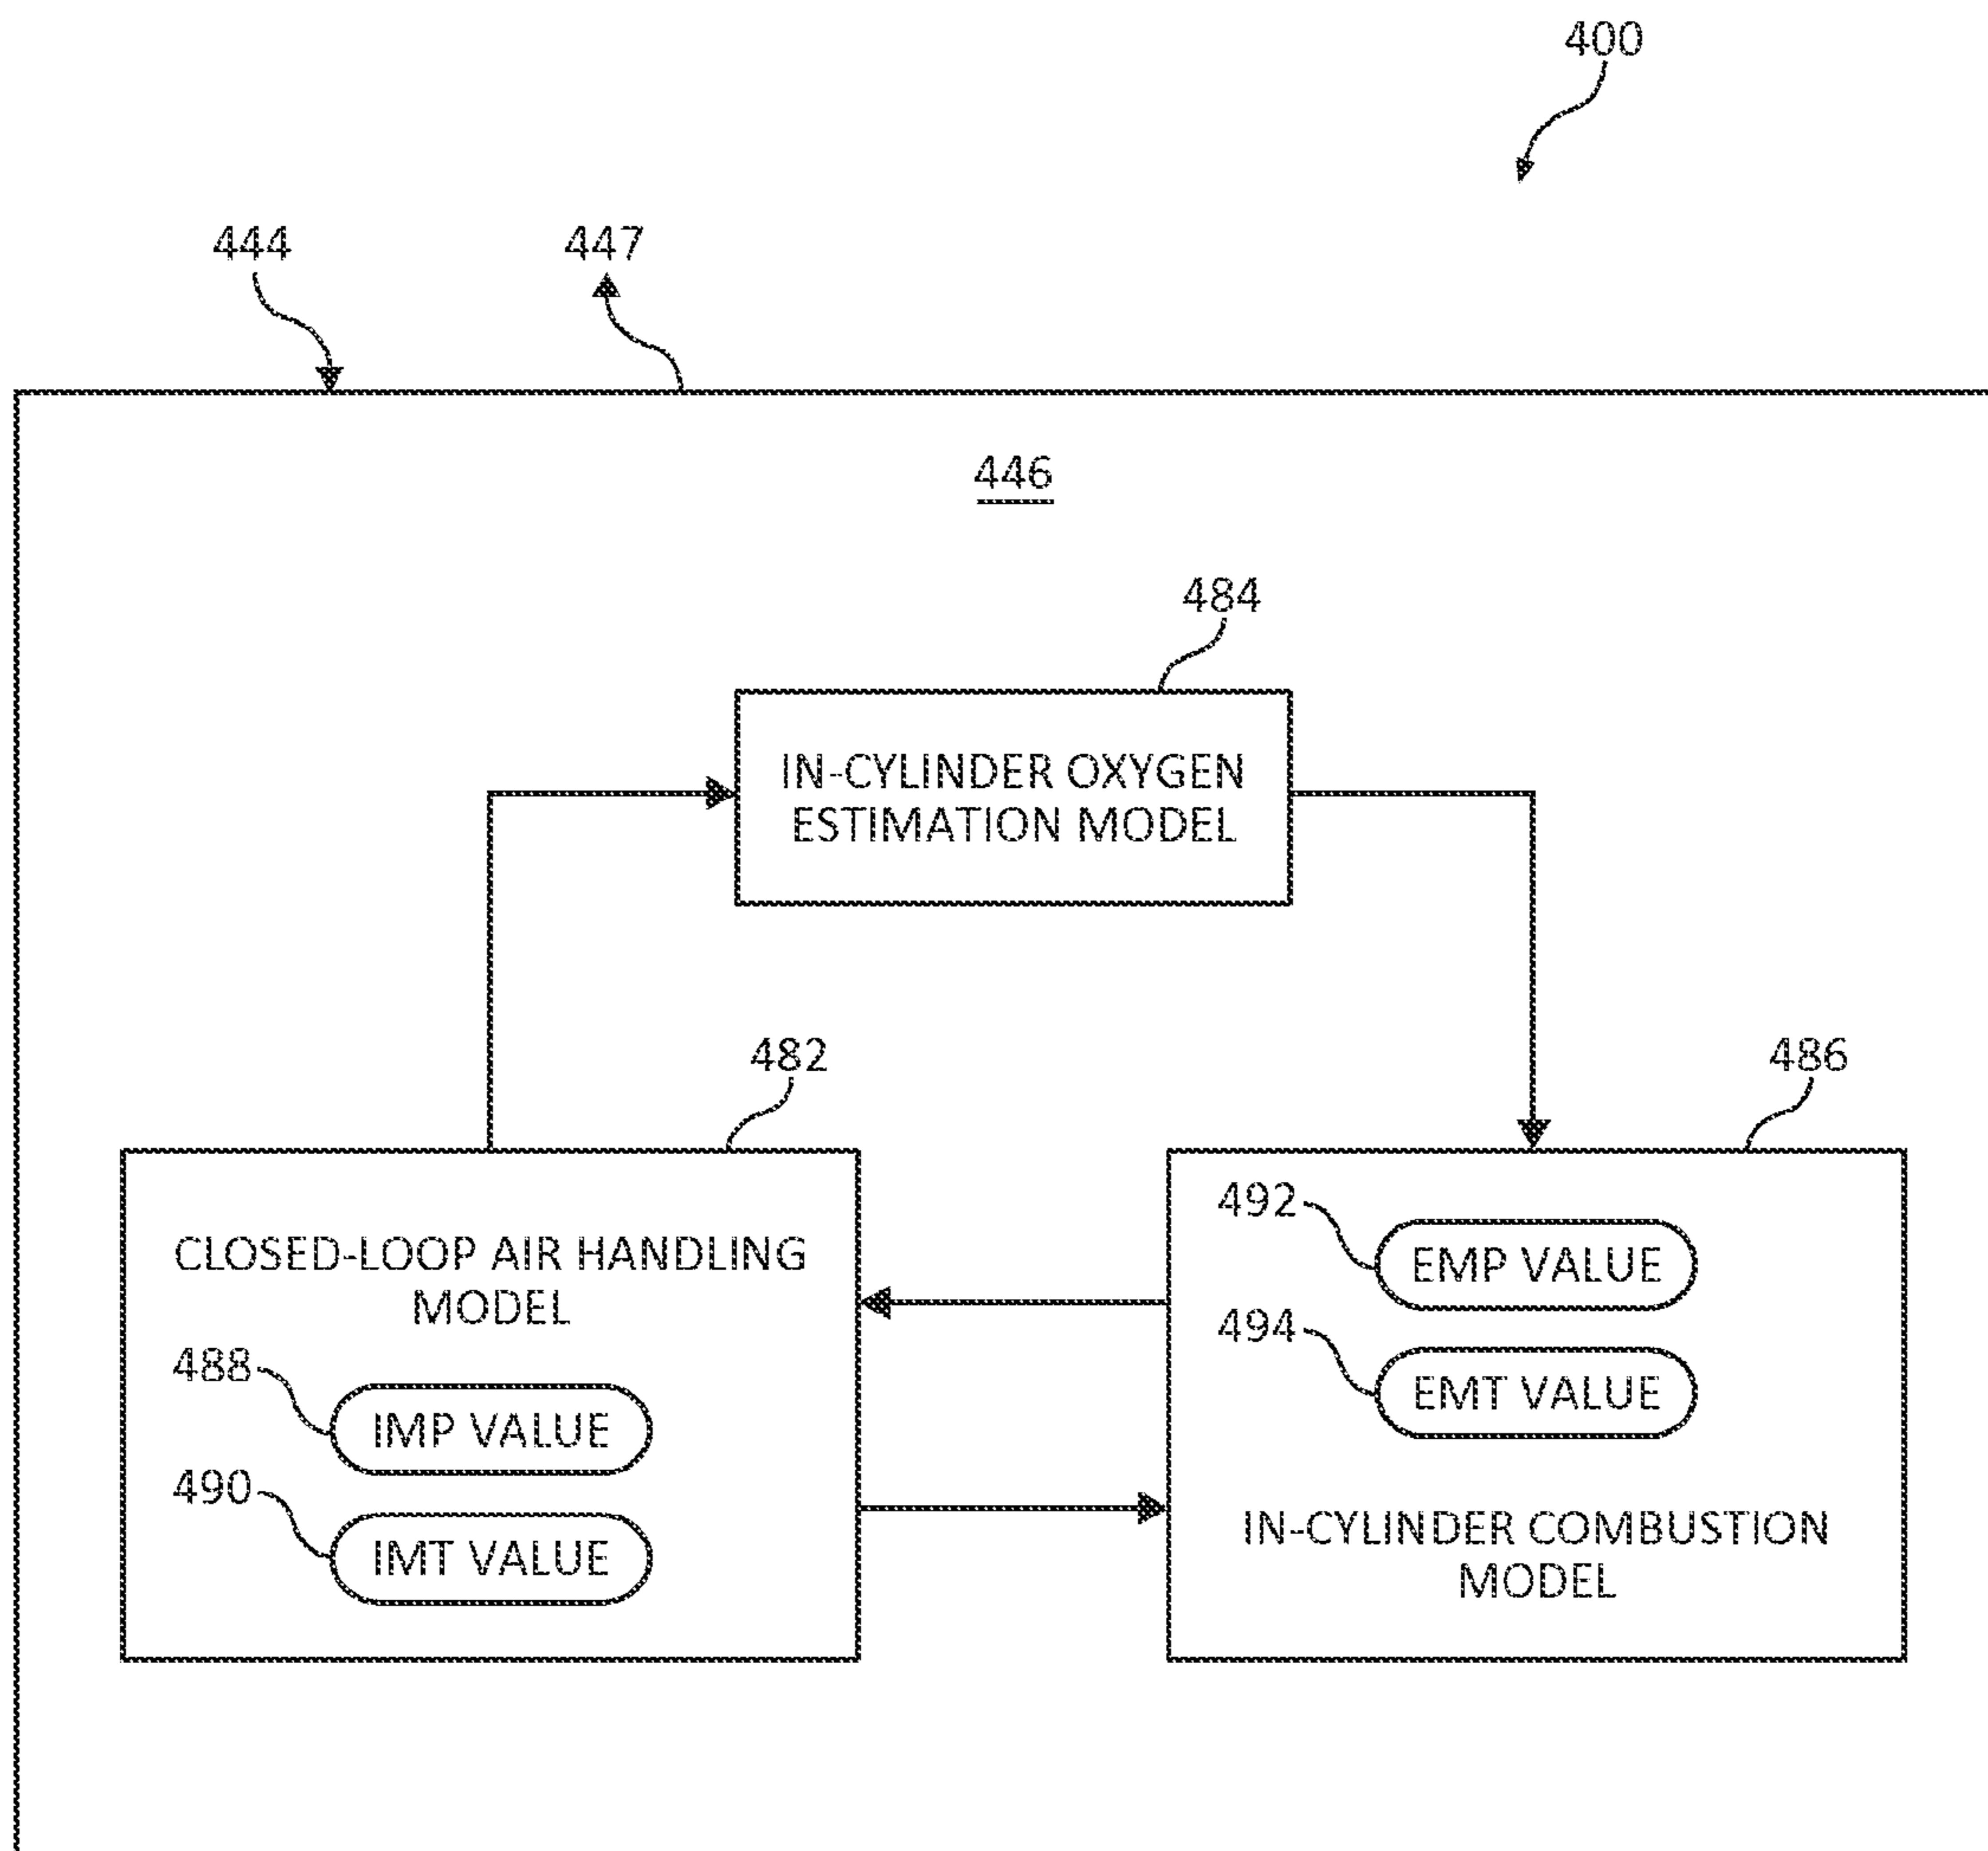 400
444
447
446
484
IN-CYLINDER OXYGEN
ESTIMATION MODEL
482
486
CLOSED-LOOP AIR HANDLING
MODEL
488
IMP VALUE
490
IMT VALUE
492
EMP VALUE
494
EMT VALUE
IN-CYLINDER COMBUSTION
MODEL